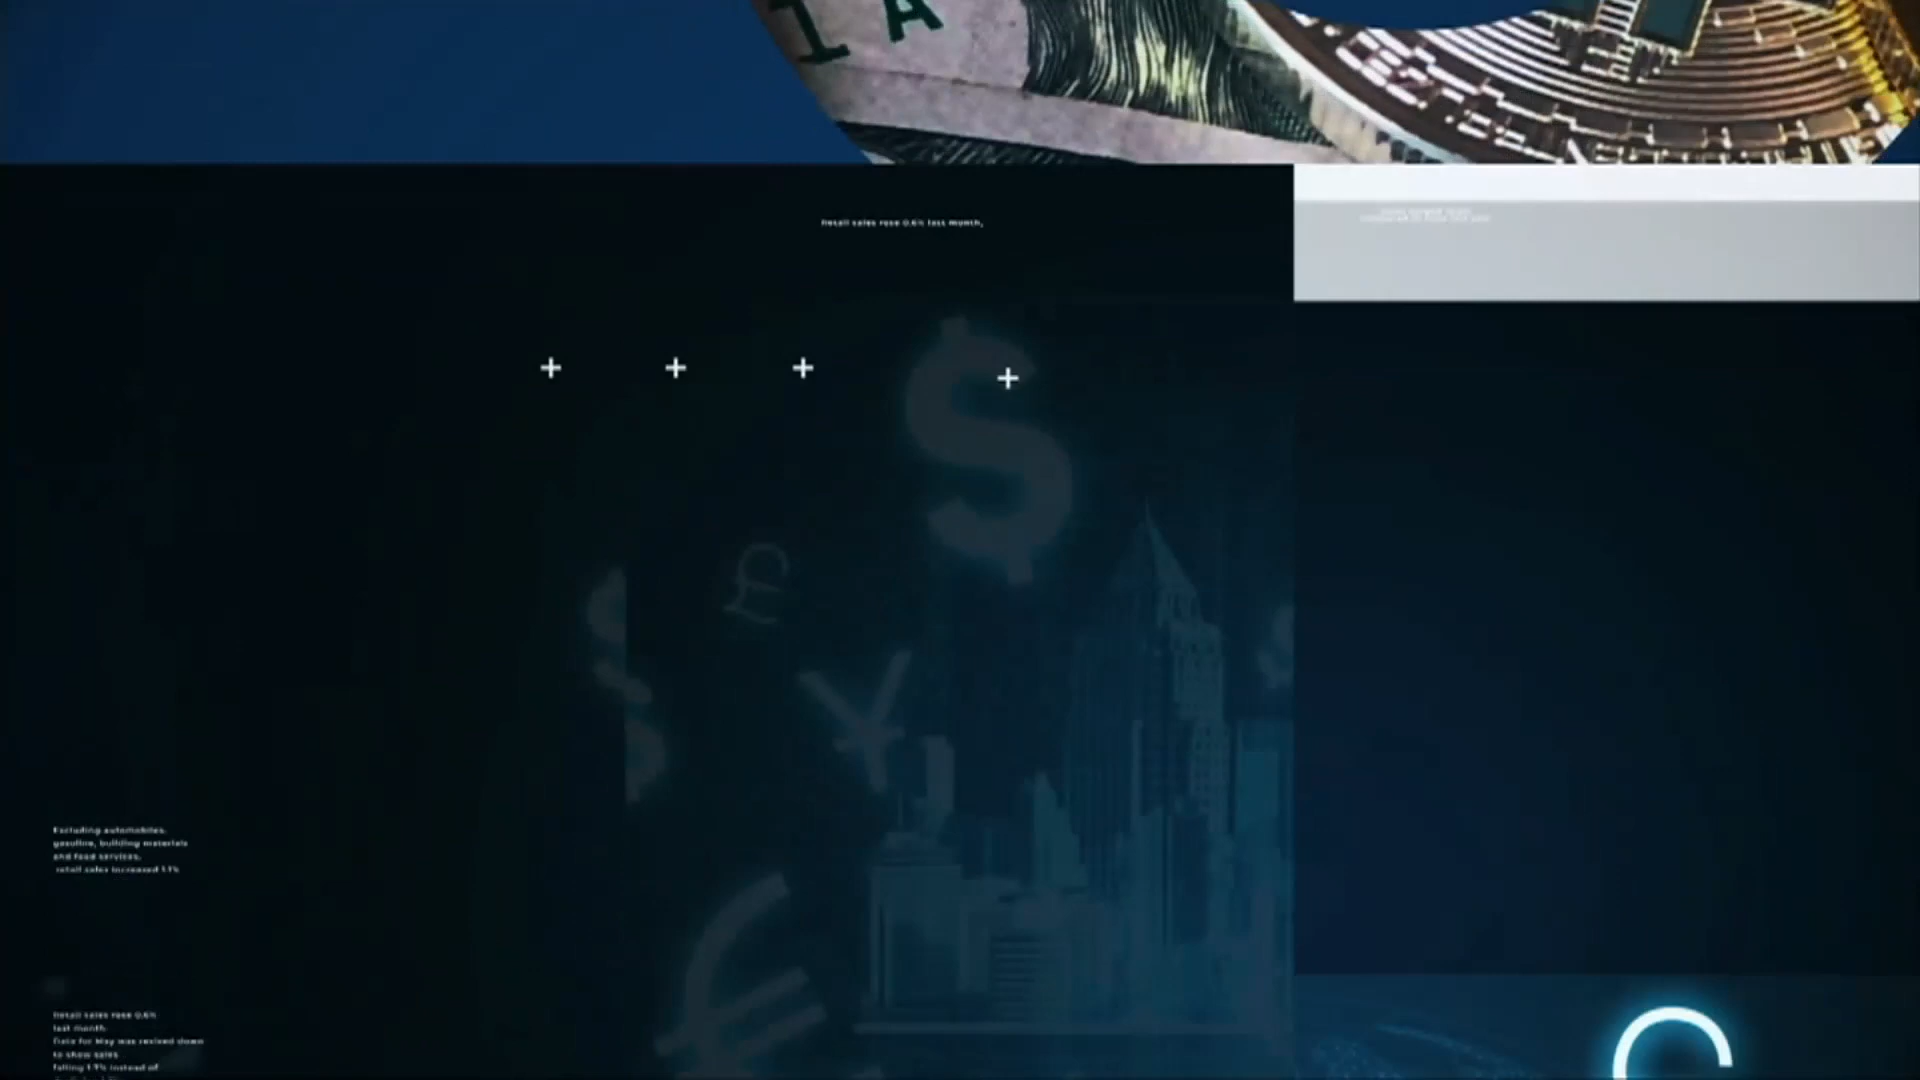 1 A
Retail sales rose 0.6% last month,
$
£
$
¥
€
Excluding automobiles,
gasoline, building materials
and food services,
retail sales increased 1.1%
Retail sales rose 0.6%
last month
Data for May was revised down
to show sales
falling 1.7% instead of